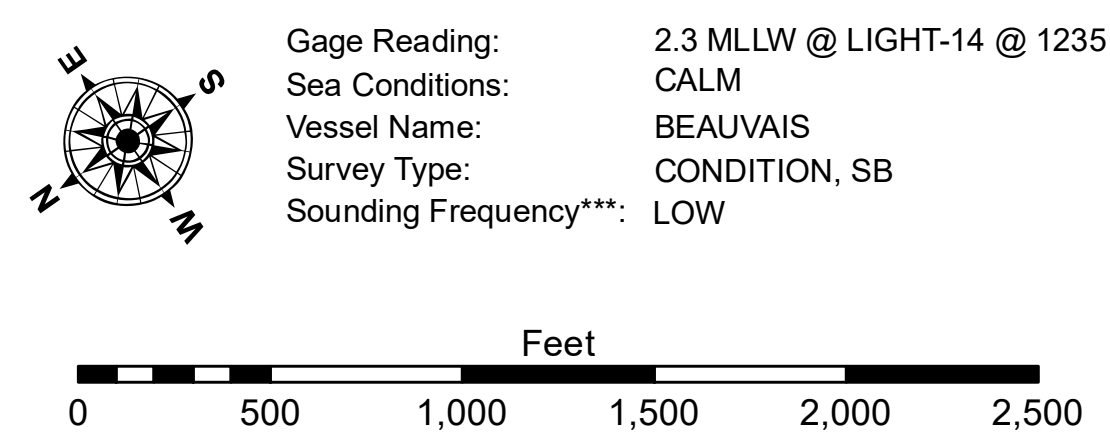 E
S
N
W
Gage Reading: 2.3 MLLW @ LIGHT-14 @ 1235
Sea Conditions: CALM
Vessel Name: BEAUVAIS
Survey Type: CONDITION, SB
Sounding Frequency***: LOW
Feet
0 500 1,000 1,500 2,000 2,500